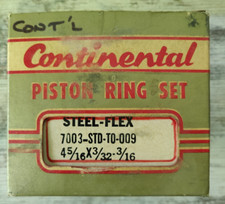 CONT'L
Continental
PISTON RING SET
STEEL-FLEX
7003-STD-TO-009
4 5/16 X 3/32-3/16